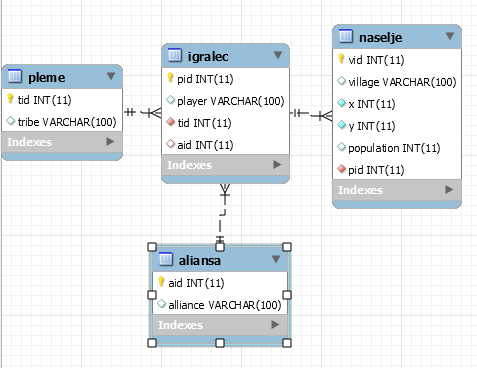 pleme
tid INT(11)
tribe VARCHAR(100)
Indexes
igralec
pid INT(11)
player VARCHAR(100)
tid INT(11)
aid INT(11)
Indexes
naselje
vid INT(11)
village VARCHAR(100)
x INT(11)
y INT(11)
population INT(11)
pid INT(11)
Indexes
aliansa
aid INT(11)
alliance VARCHAR(100)
Indexes